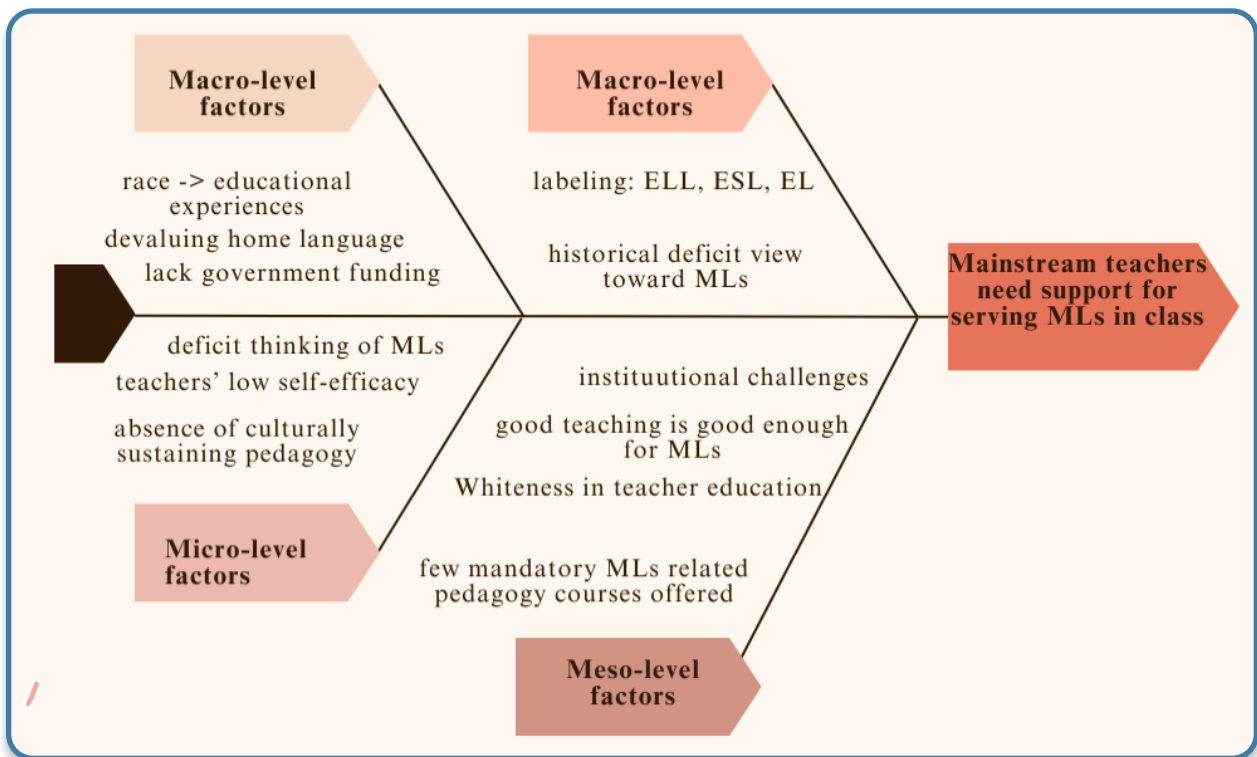 Macro-level
factors
race -> educational
experiences
devaluing home language
lack government funding
Macro-level
factors
labeling: ELL, ESL, EL
historical deficit view
toward MLs
Mainstream teachers
need support for
serving MLs in class
deficit thinking of MLs
teachers’ low self-efficacy
absence of culturally
sustaining pedagogy
Micro-level
factors
instituutional challenges
good teaching is good enough
for MLs
Whiteness in teacher education
few mandatory MLs related
pedagogy courses offered
Meso-level
factors